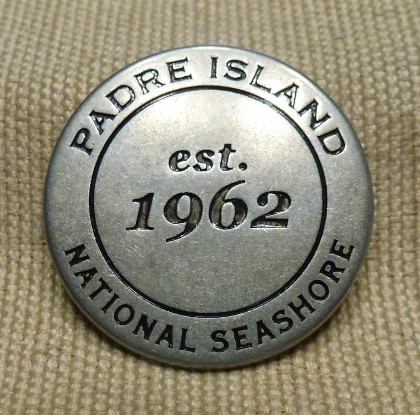 PADRE ISLAND
est.
1962
NATIONAL SEASHORE